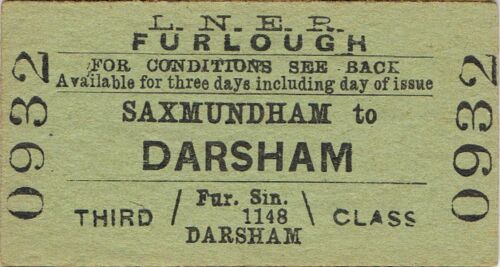 L. N. E. R.
FURLOUGH
FOR CONDITIONS SEE BACK
Available for three days including day of issue
SAXMUNDHAM to
DARSHAM
Fur. Sin.
THIRD / 1148 \ CLASS
DARSHAM
0932
0932